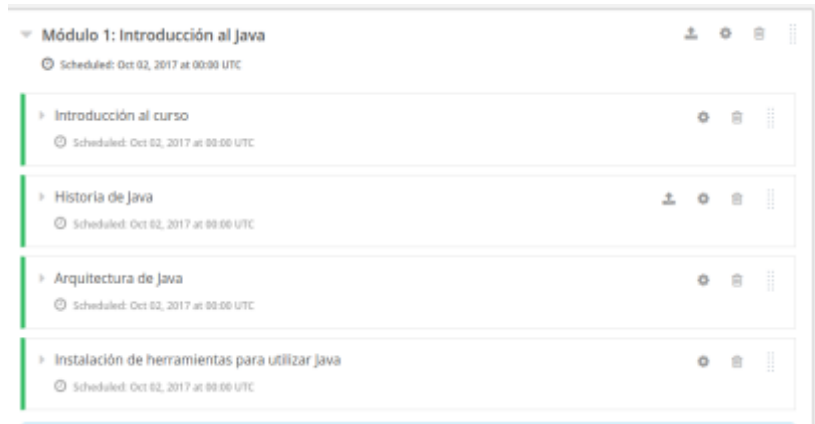 Módulo 1: Introducción al Java
Scheduled: Oct 02, 2017 at 00:00 UTC
Introducción al curso
Scheduled: Oct 02, 2017 at 00:00 UTC
Historia de Java
Scheduled: Oct 02, 2017 at 00:00 UTC
Arquitectura de Java
Scheduled: Oct 02, 2017 at 00:00 UTC
Instalación de herramientas para utilizar Java
Scheduled: Oct 02, 2017 at 00:00 UTC